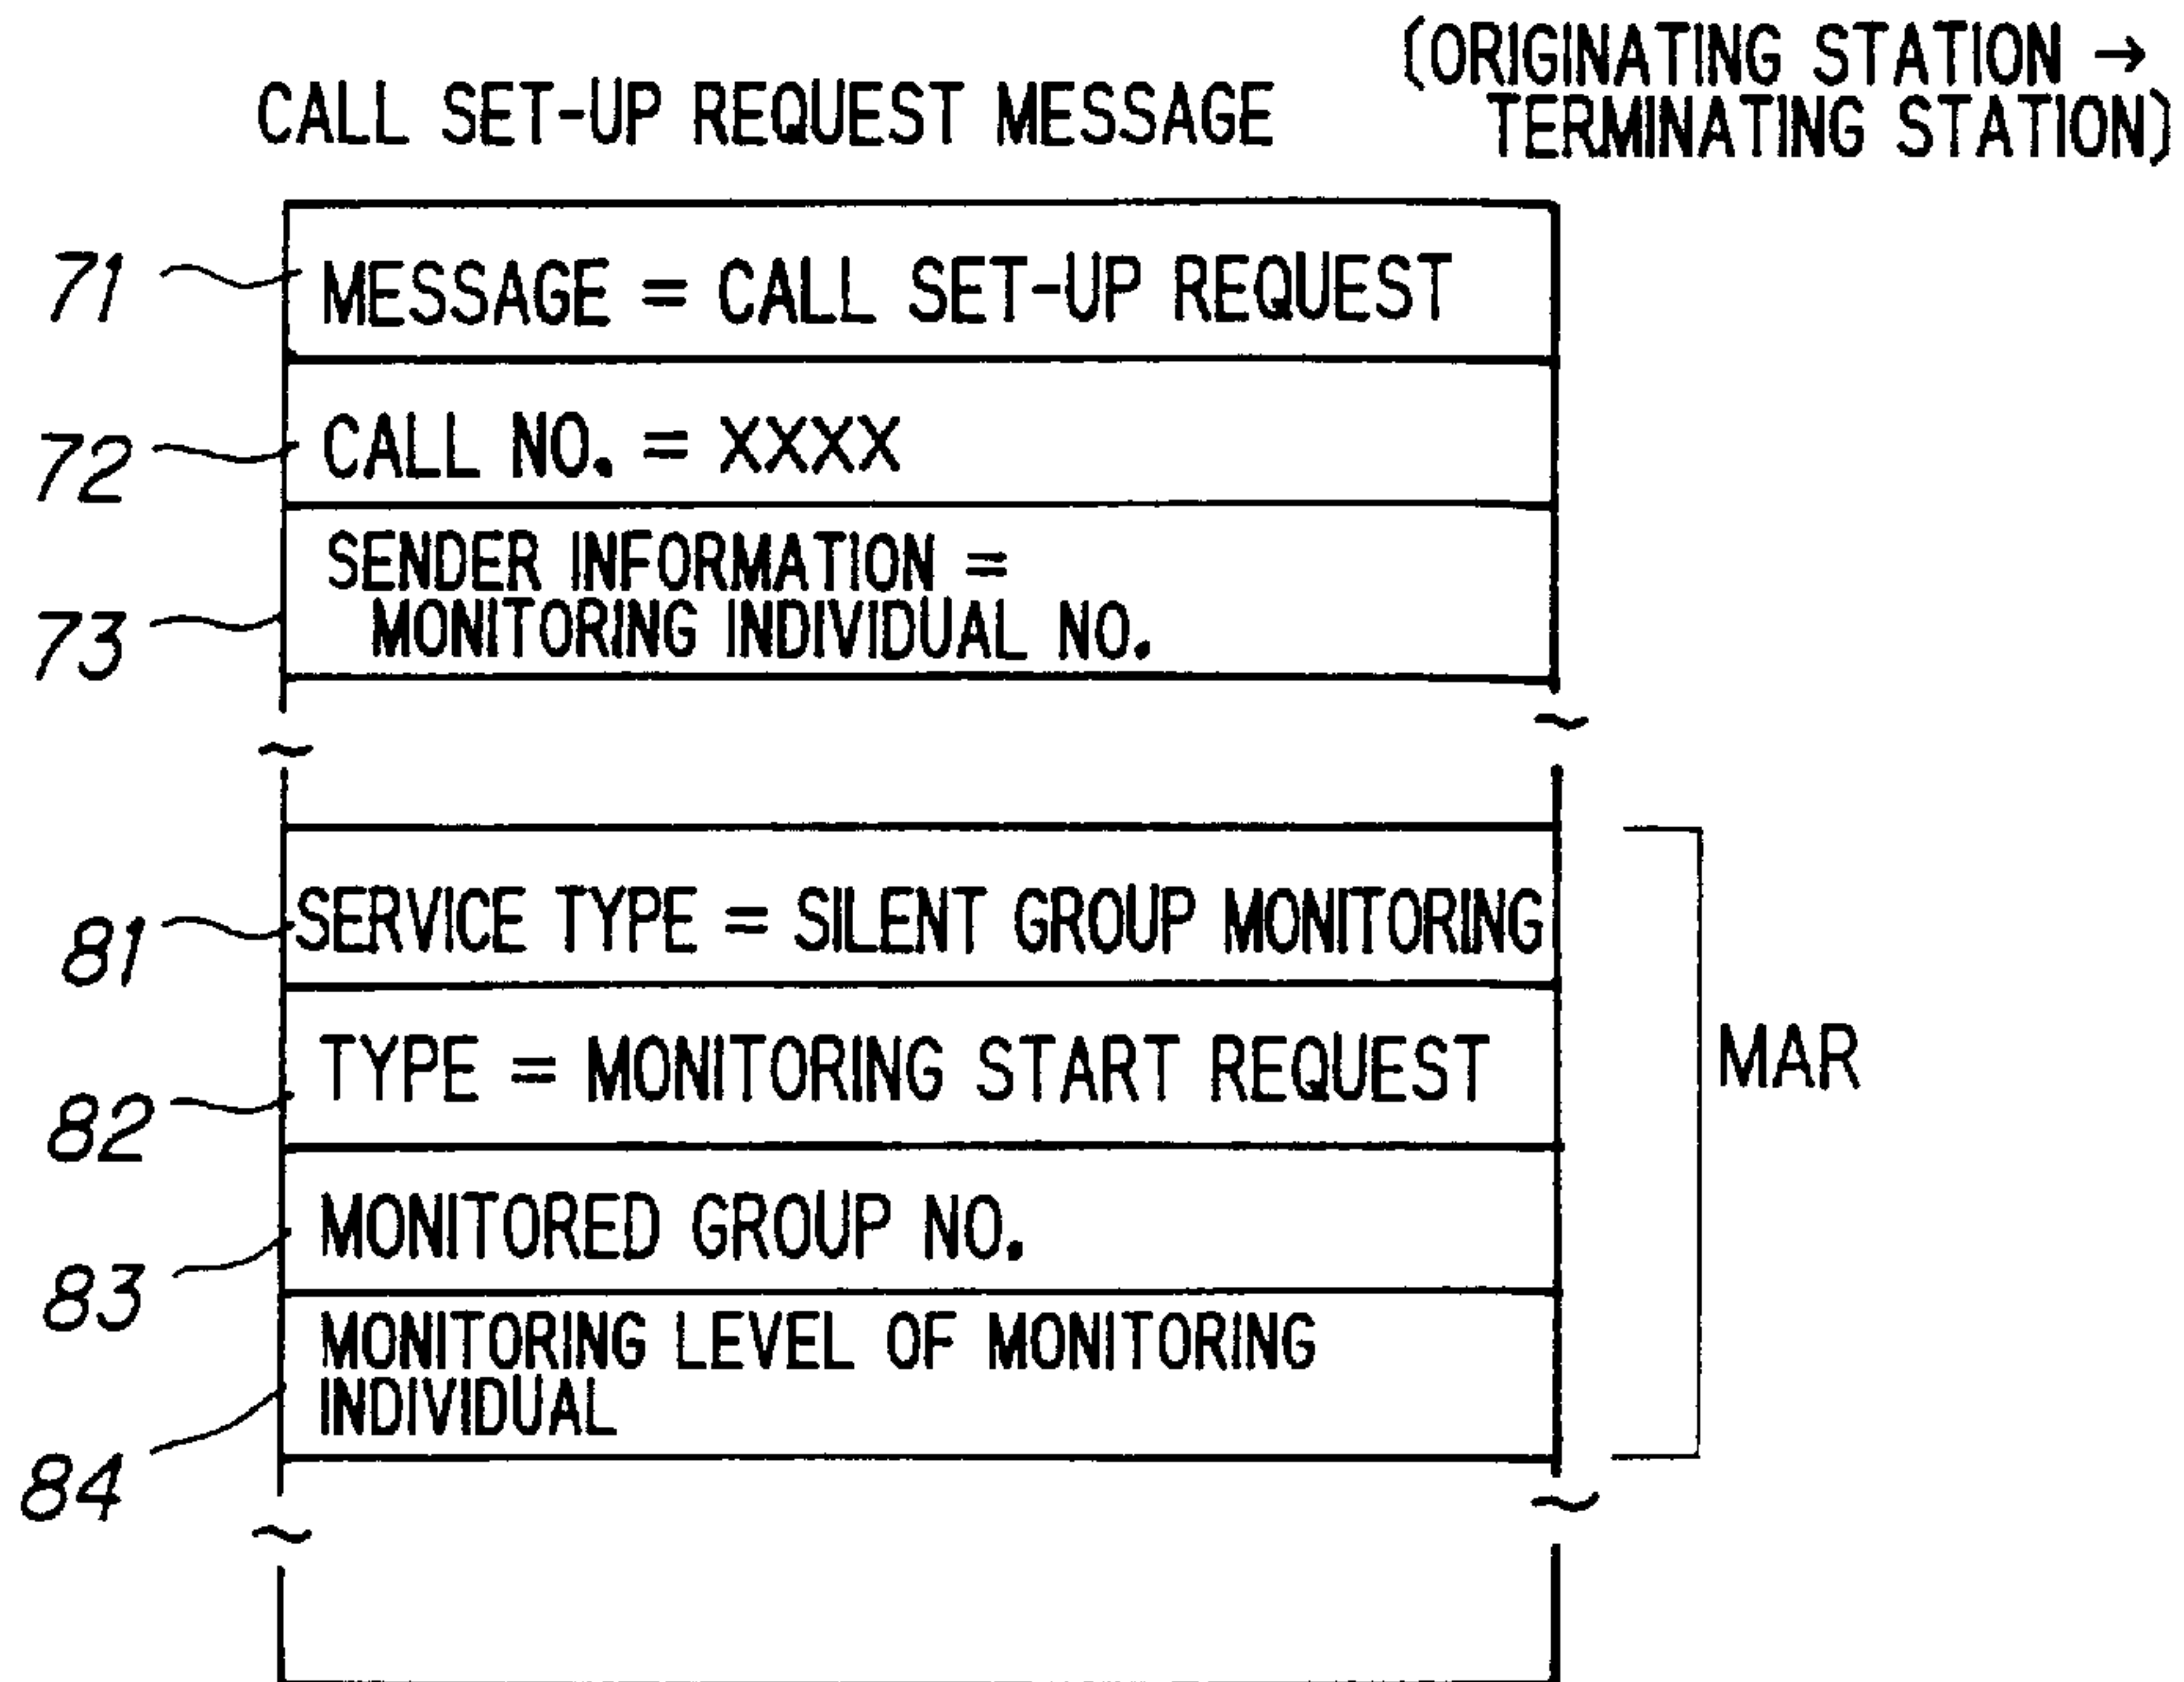 CALL SET-UP REQUEST MESSAGE
(ORIGINATING STATION →
TERMINATING STATION)
71
MESSAGE = CALL SET-UP REQUEST
72
CALL NO. = XXXX
73
SENDER INFORMATION =
MONITORING INDIVIDUAL NO.
81
SERVICE TYPE = SILENT GROUP MONITORING
82
TYPE = MONITORING START REQUEST
MAR
83
MONITORED GROUP NO.
84
MONITORING LEVEL OF MONITORING
INDIVIDUAL